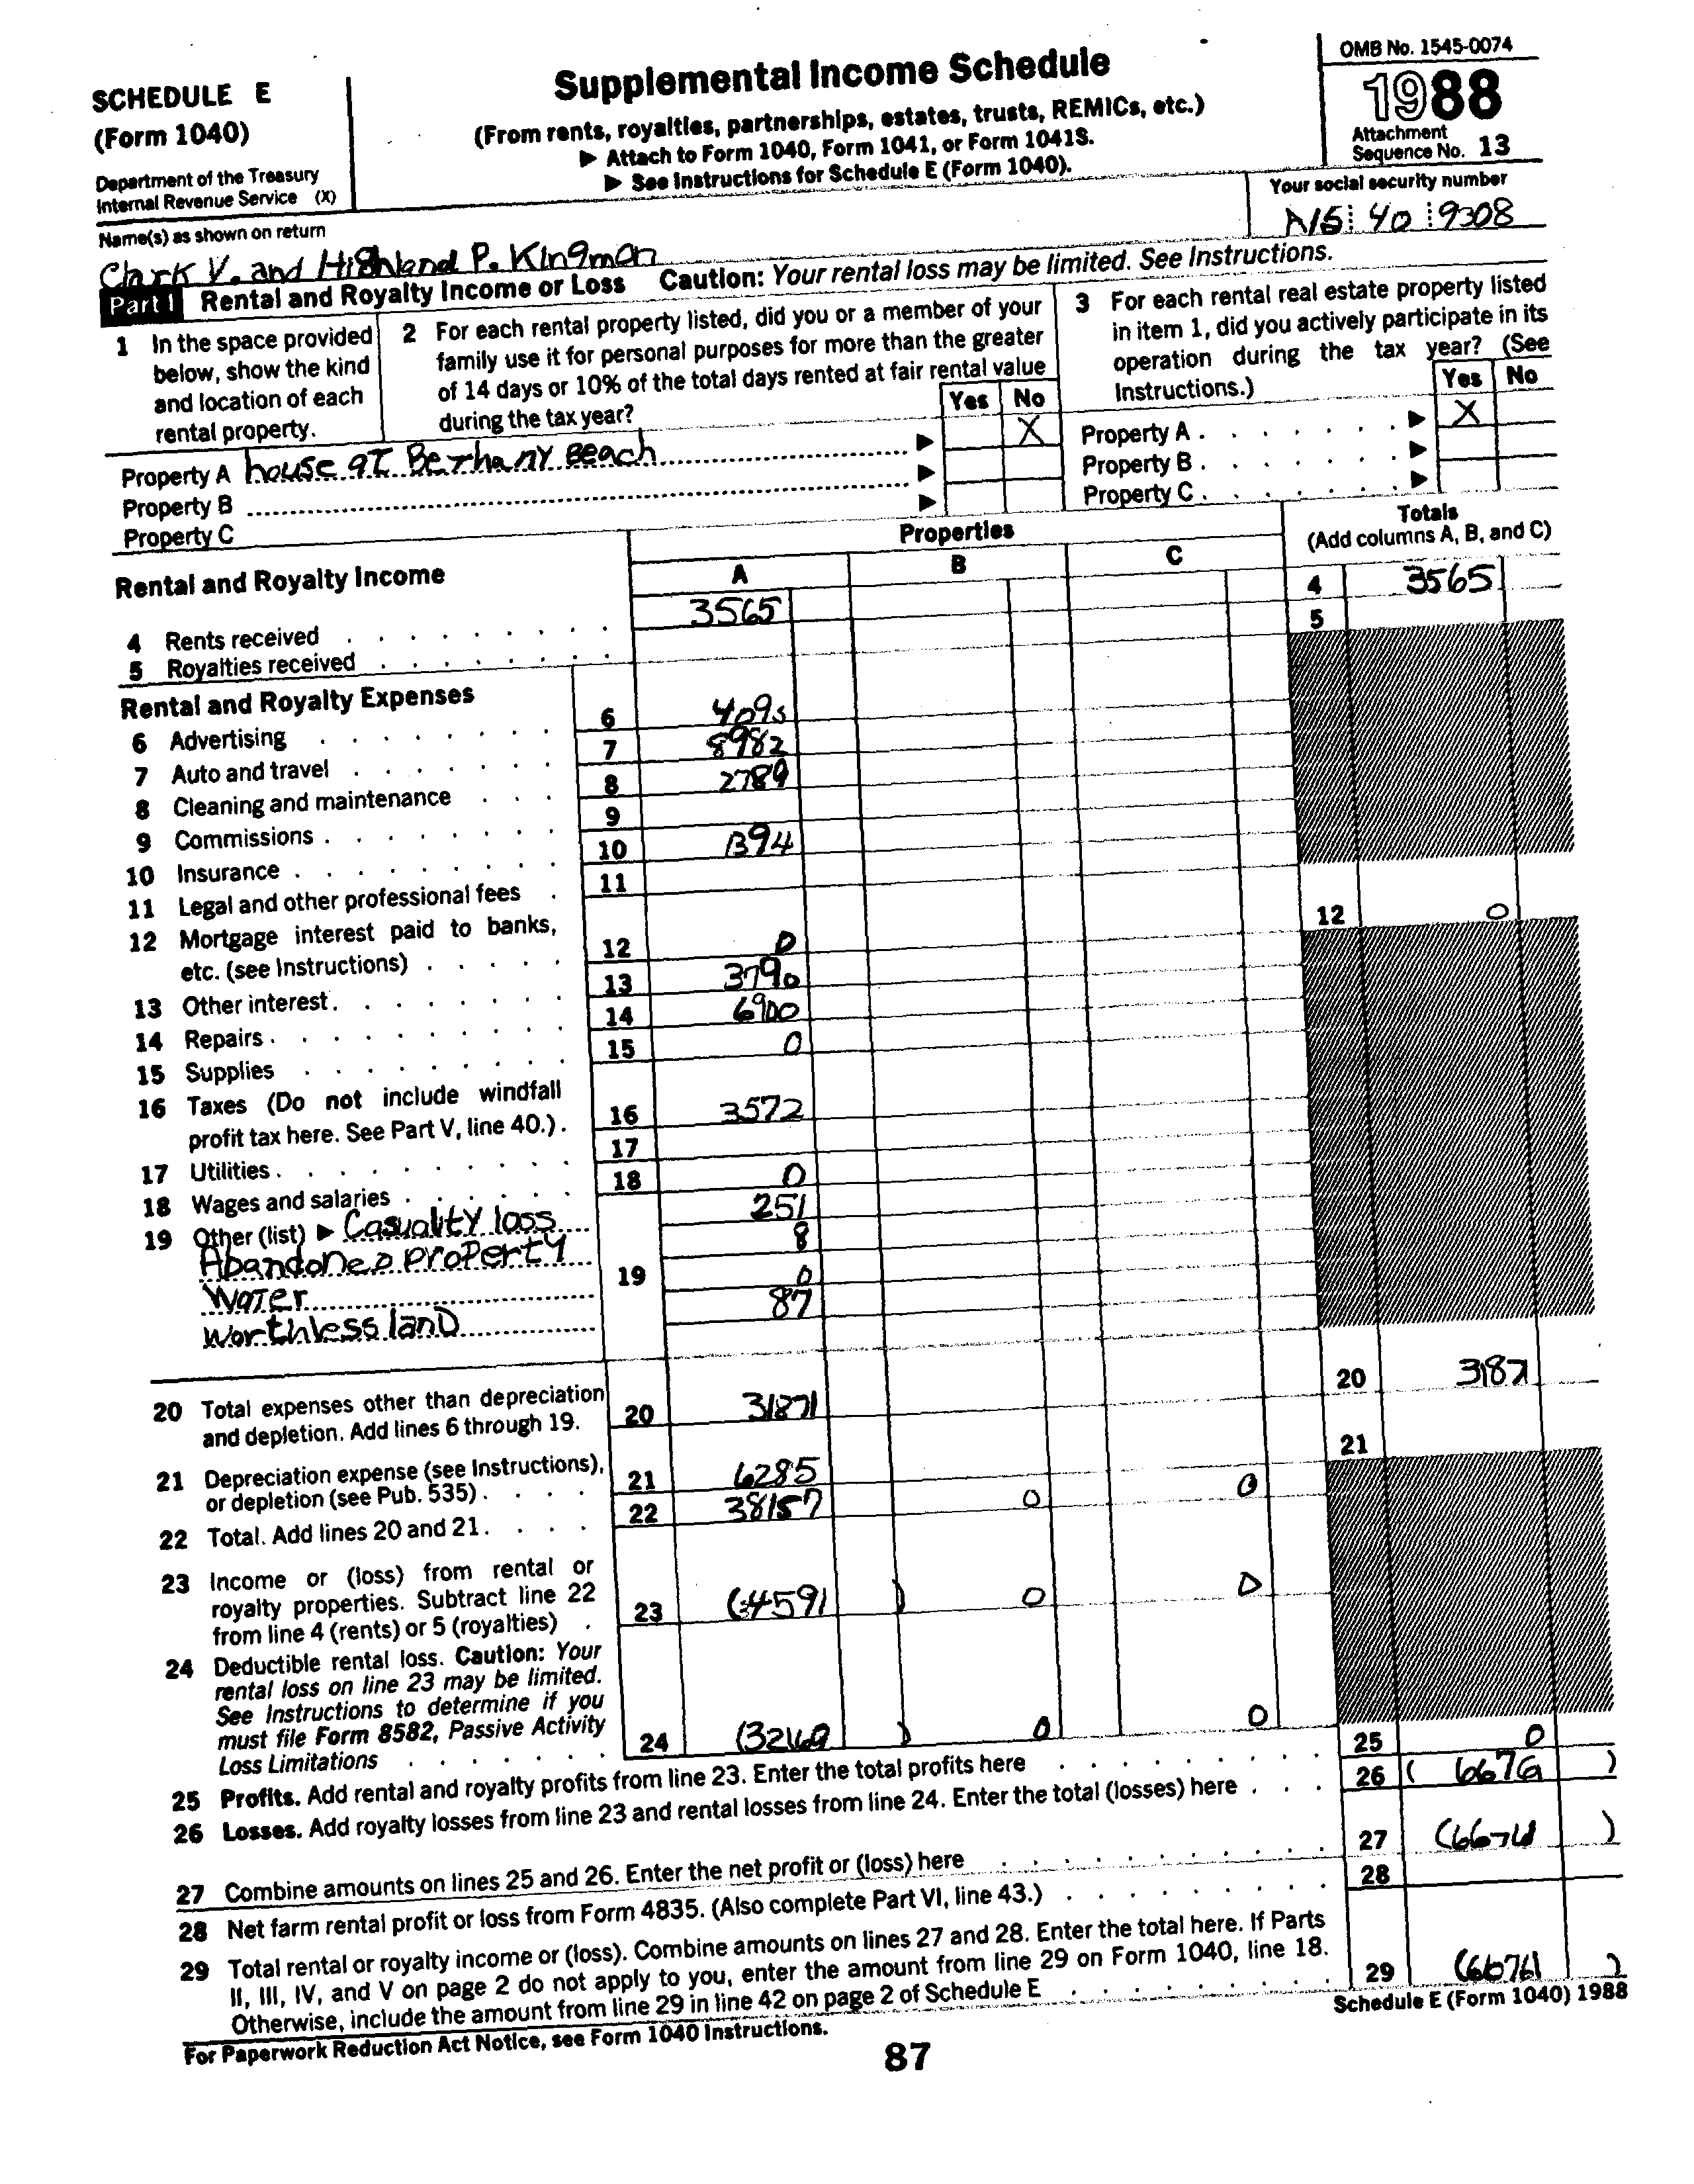 SCHEDULE E
(Form 1040)
Department of the Treasury
Internal Revenue Service (X)
Supplemental Income Schedule
(From rents, royalties, partnerships, estates, trusts, REMICs, etc.)
▶ Attach to Form 1040, Form 1041, or Form 1041S.
▶ See Instructions for Schedule E (Form 1040).
OMB No. 1545-0074
1988
Attachment
Sequence No. 13
Name(s) as shown on return
Clark V. and Highland P. Kingman
Your social security number
40 9308
Part I Rental and Royalty Income or Loss Caution: Your rental loss may be limited. See Instructions.
1 In the space provided
below, show the kind
and location of each
rental property.
2 For each rental property listed, did you or a member of your
family use it for personal purposes for more than the greater
of 14 days or 10% of the total days rented at fair rental value
during the tax year?
Yes No
3 For each rental real estate property listed
in item 1, did you actively participate in its
operation during the tax year? (See
Instructions.)
Yes No
Property A house at Bethany Beach ▶ X
Property B ▶
Property C ▶
Property A ▶ X
Property B ▶
Property C ▶
Rental and Royalty Income
Properties
A B C
Totals
(Add columns A, B, and C)
4 Rents received 3565 4 3565
5 Royalties received 5
Rental and Royalty Expenses
6 Advertising 6 4095
7 Auto and travel 7 8982
8 Cleaning and maintenance 8 2789
9 Commissions 9
10 Insurance 10 1394
11 Legal and other professional fees 11
12 Mortgage interest paid to banks,
etc. (see Instructions) 12 0 12 0
13 Other interest 13 3790
14 Repairs 14 6900
15 Supplies 15 0
16 Taxes (Do not include windfall
profit tax here. See Part V, line 40.) 16 3572
17 Utilities 17
18 Wages and salaries 18 0
19 Other (list) ▶ Casuality loss 251
Abandoned property 8
Water 19 0
Worthless land 87
20 Total expenses other than depreciation
and depletion. Add lines 6 through 19. 20 31871 20 3187
21 Depreciation expense (see Instructions),
or depletion (see Pub. 535) 21 6285 21
22 Total. Add lines 20 and 21 22 38157 0 0
23 Income or (loss) from rental or
royalty properties. Subtract line 22
from line 4 (rents) or 5 (royalties) 23 ) 0 0
24 Deductible rental loss. Caution: Your
rental loss on line 23 may be limited.
See Instructions to determine if you
must file Form 8582, Passive Activity
Loss Limitations 24 ) 0 0
25 Profits. Add rental and royalty profits from line 23. Enter the total profits here 25 0
26 Losses. Add royalty losses from line 23 and rental losses from line 24. Enter the total (losses) here 26 ( )
27 Combine amounts on lines 25 and 26. Enter the net profit or (loss) here 27 ( )
28 Net farm rental profit or loss from Form 4835. (Also complete Part VI, line 43.) 28
29 Total rental or royalty income or (loss). Combine amounts on lines 27 and 28. Enter the total here. If Parts
II, III, IV, and V on page 2 do not apply to you, enter the amount from line 29 on Form 1040, line 18.
Otherwise, include the amount from line 29 in line 42 on page 2 of Schedule E 29 ( )
For Paperwork Reduction Act Notice, see Form 1040 Instructions.
Schedule E (Form 1040) 1988
87